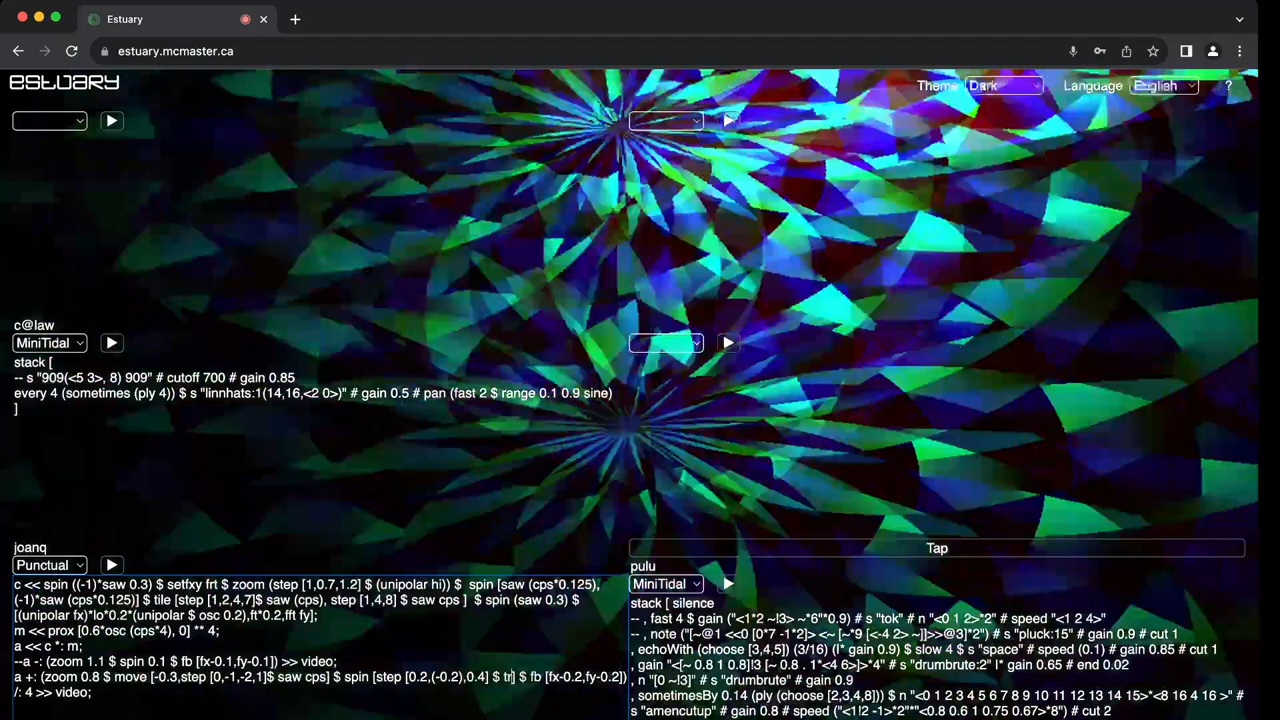 Estuary
estuary.mcmaster.ca
estuary
Theme Dark Language English ?
c@law
MiniTidal
stack [
-- s "909(<5 3>, 8) 909" # cutoff 700 # gain 0.85
every 4 (sometimes (ply 4)) $ s "linnhats:1(14,16,<2 0>)" # gain 0.5 # pan (fast 2 $ range 0.1 0.9 sine)
]
joanq
Punctual
c << spin ((-1)*saw 0.3) $ setfxy frt $ zoom (step [1,0.7,1.2] $ (unipolar hi)) $ spin [saw (cps*0.125),
(-1)*saw (cps*0.125)] $ tile [step [1,2,4,7]$ saw (cps), step [1,4,8] $ saw cps ] $ spin (saw 0.3) $
[(unipolar fx)*lo*0.2*(unipolar $ osc 0.2),ft*0.2,fft fy];
m << prox [0.6*osc (cps*4), 0] ** 4;
a << c *: m;
--a -: (zoom 1.1 $ spin 0.1 $ fb [fx-0.1,fy-0.1]) >> video;
a +: (zoom 0.8 $ move [-0.3,step [0,-1,-2,1]$ saw cps] $ spin [step [0.2,(-0.2),0.4] $ tr] $ fb [fx-0.2,fy-0.2])
/: 4 >> video;
Tap
pulu
MiniTidal
stack [ silence
-- , fast 4 $ gain ("<1*2 ~!3> ~*6"*0.9) # s "tok" # n "<0 1 2>*2" # speed "<1 2 4>"
-- , note ("[~@1 <<0 [0*7 -1*2]> <~ [~*9 [<-4 2> ~]]>>@3]*2") # s "pluck:15" # gain 0.9 # cut 1
, echoWith (choose [3,4,5]) (3/16) (|* gain 0.9) $ slow 4 $ s "space" # speed (0.1) # gain 0.85 # cut 1
, gain "<[~ 0.8 1 0.8]!3 [~ 0.8 . 1*<4 6>]>*4" # s "drumbrute:2" |* gain 0.65 # end 0.02
, n "[0 ~!3]" # s "drumbrute" # gain 0.9
, sometimesBy 0.14 (ply (choose [2,3,4,8])) $ n "<0 1 2 3 4 5 6 7 8 9 10 11 12 13 14 15>*<8 16 4 16 >" #
s "amencutup" # gain 0.8 # speed ("<1!2 -1>*2"*"<0.8 0.6 1 0.75 0.67>*8") # cut 2